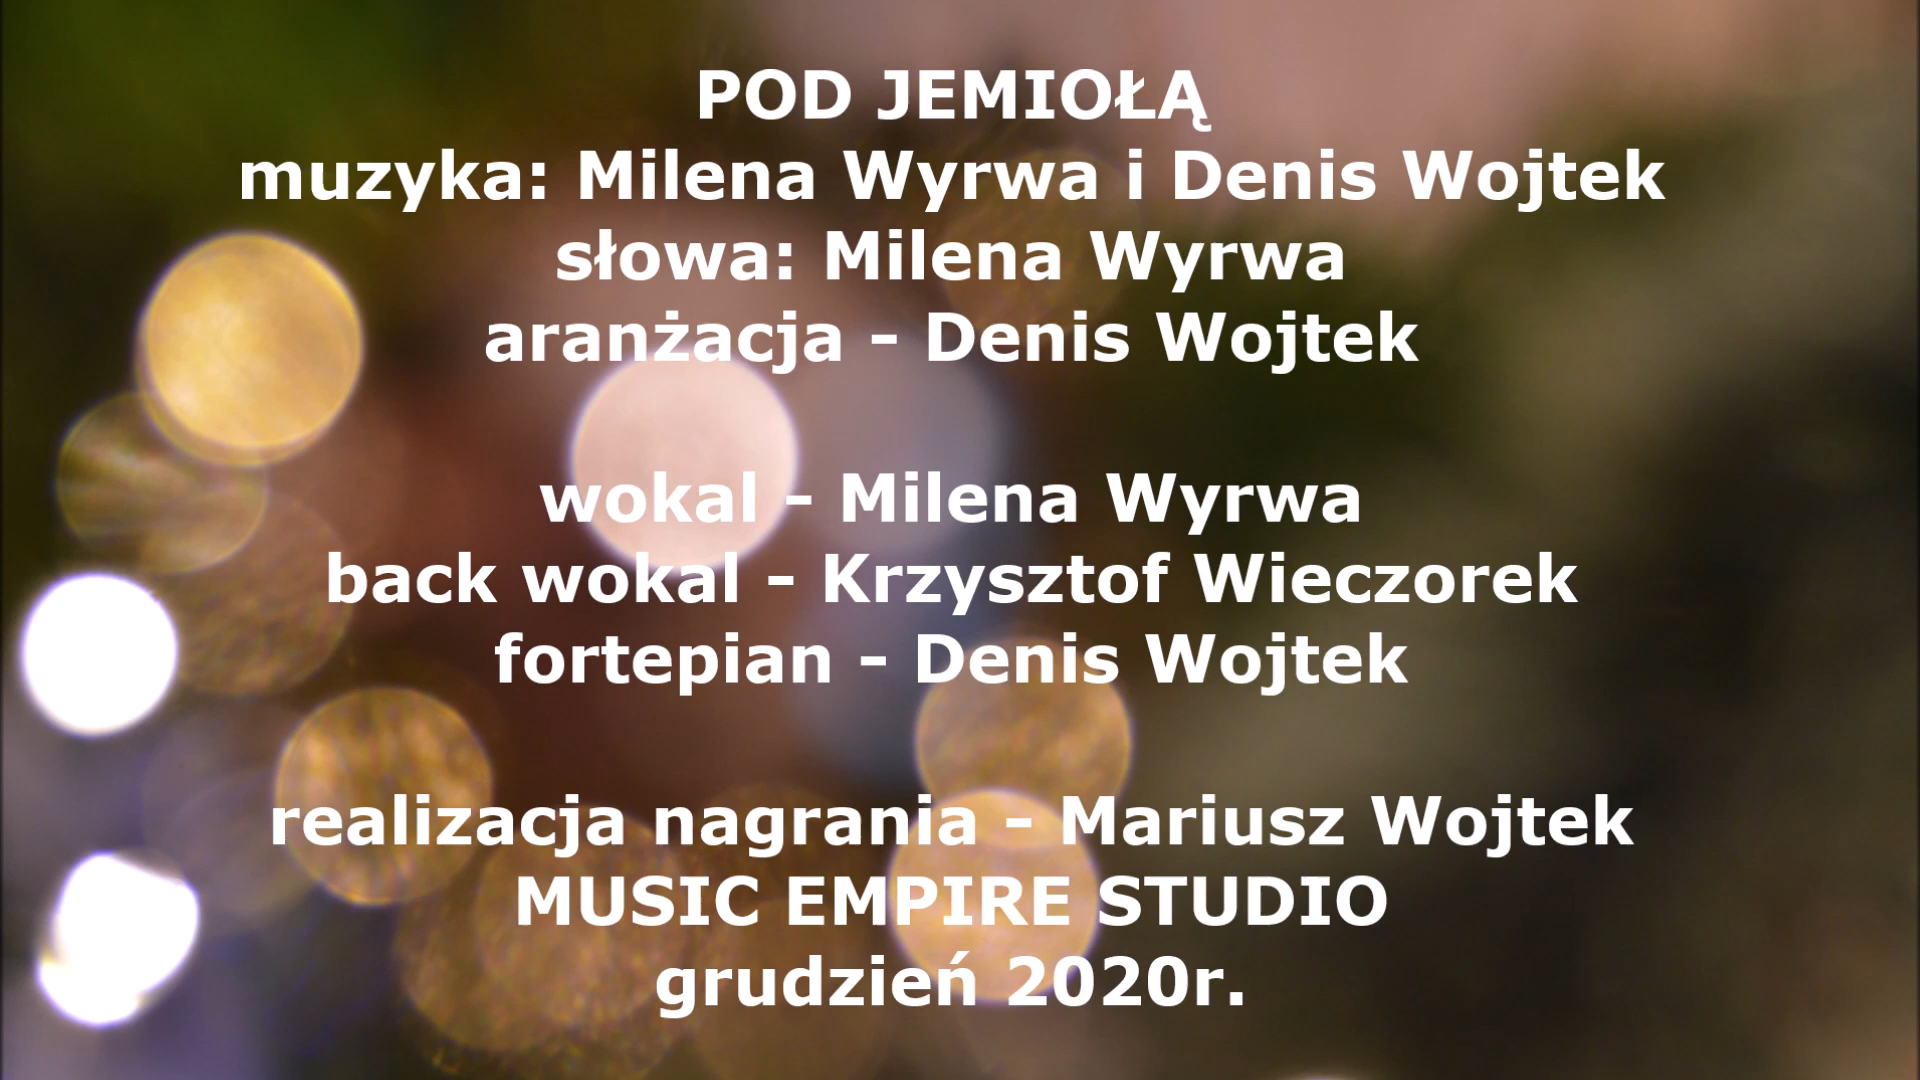 POD JEMIOŁĄ
muzyka: Milena Wyrwa i Denis Wojtek
słowa: Milena Wyrwa
aranżacja - Denis Wojtek
wokal - Milena Wyrwa
back wokal - Krzysztof Wieczorek
fortepian - Denis Wojtek
realizacja nagrania - Mariusz Wojtek
MUSIC EMPIRE STUDIO
grudzień 2020r.